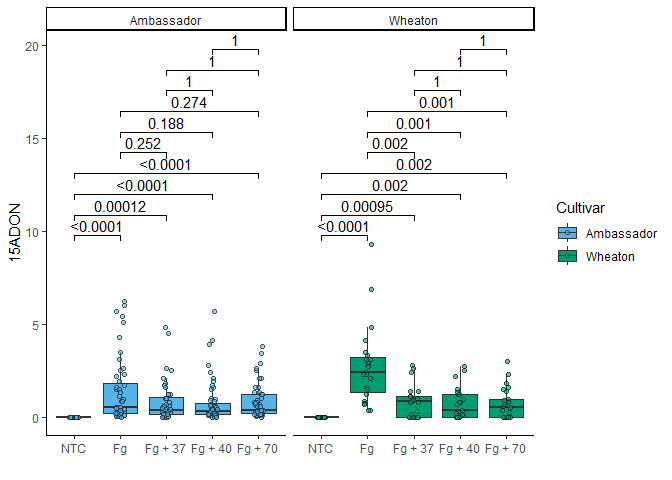 Ambassador
Wheaton
20
15
10
5
0
15ADON
1
1
1
0.274
0.188
0.252
<0.0001
<0.0001
0.00012
<0.0001
1
1
1
0.001
0.001
0.002
0.002
0.002
0.00095
<0.0001
NTC
Fg
Fg + 37
Fg + 40
Fg + 70
NTC
Fg
Fg + 37
Fg + 40
Fg + 70
Cultivar
Ambassador
Wheaton